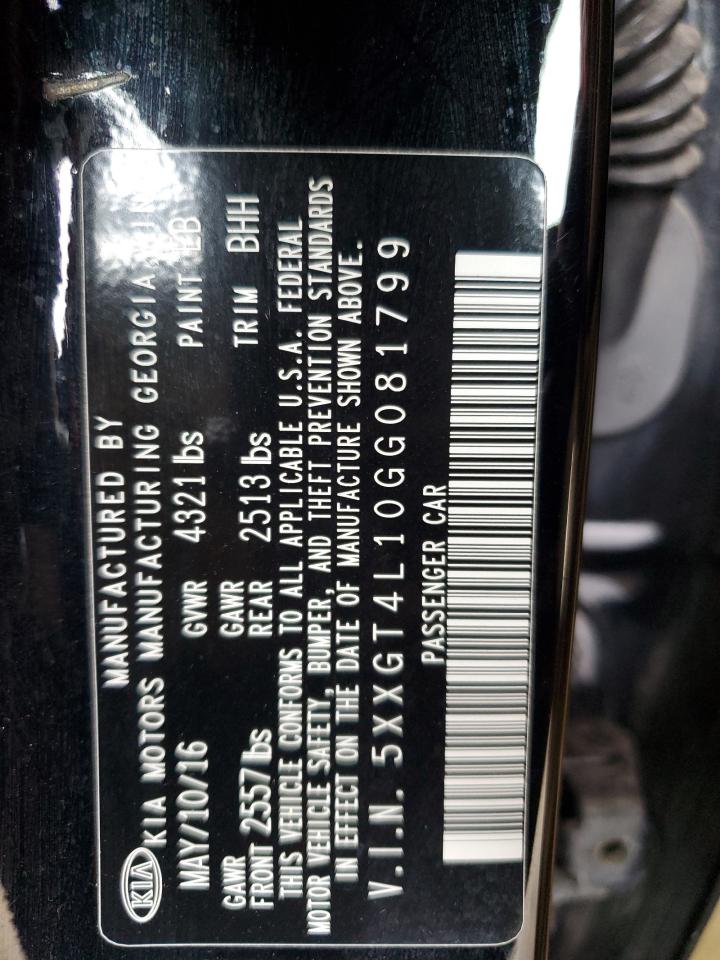 MANUFACTURED BY
KIA KIA MOTORS MANUFACTURING GEORGIA,
MAY/10/16 GVWR 4321 lbs PAINT
GAWR FRONT 2557 lbs GAWR REAR 2513 lbs TRIM BHH
THIS VEHICLE CONFORMS TO ALL APPLICABLE U.S.A. FEDERAL
MOTOR VEHICLE SAFETY, BUMPER, AND THEFT PREVENTION STANDARDS
IN EFFECT ON THE DATE OF MANUFACTURE SHOWN ABOVE.
V.I.N. 5XXGT4L10GG081799
PASSENGER CAR